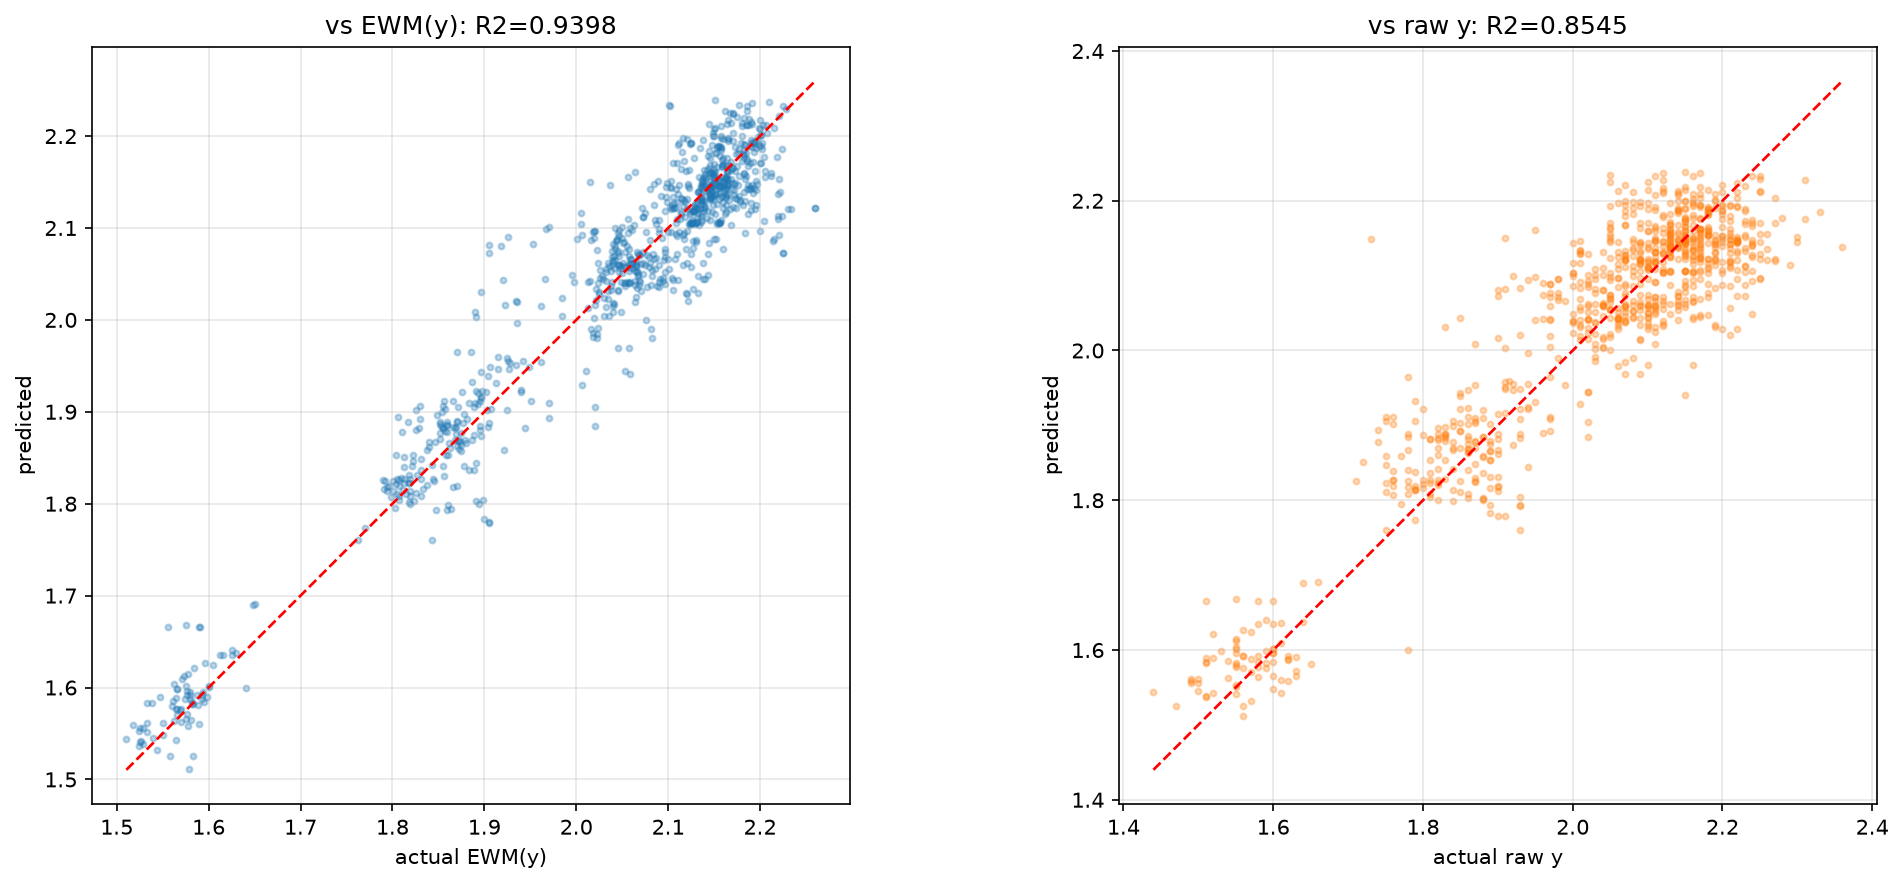 vs EWM(y): R2=0.9398
predicted
2.2
2.1
2.0
1.9
1.8
1.7
1.6
1.5
1.5 1.6 1.7 1.8 1.9 2.0 2.1 2.2
actual EWM(y)
vs raw y: R2=0.8545
predicted
2.4
2.2
2.0
1.8
1.6
1.4
1.4 1.6 1.8 2.0 2.2 2.4
actual raw y